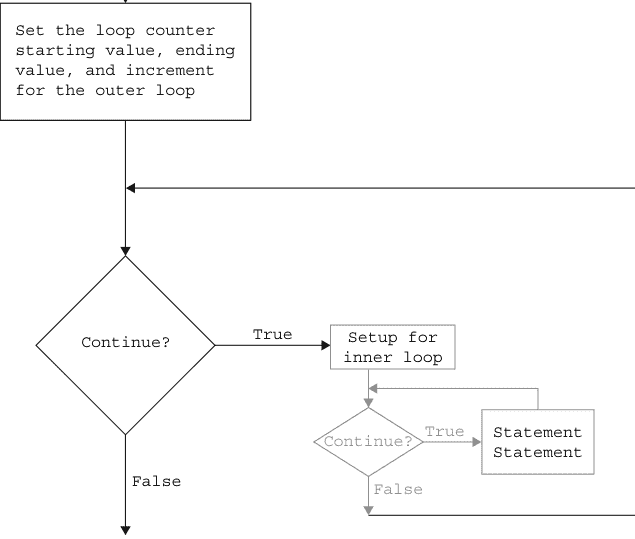 Set the loop counter
starting value, ending
value, and increment
for the outer loop
Continue?
True
Setup for
inner loop
Continue?
True
Statement
Statement
False
False